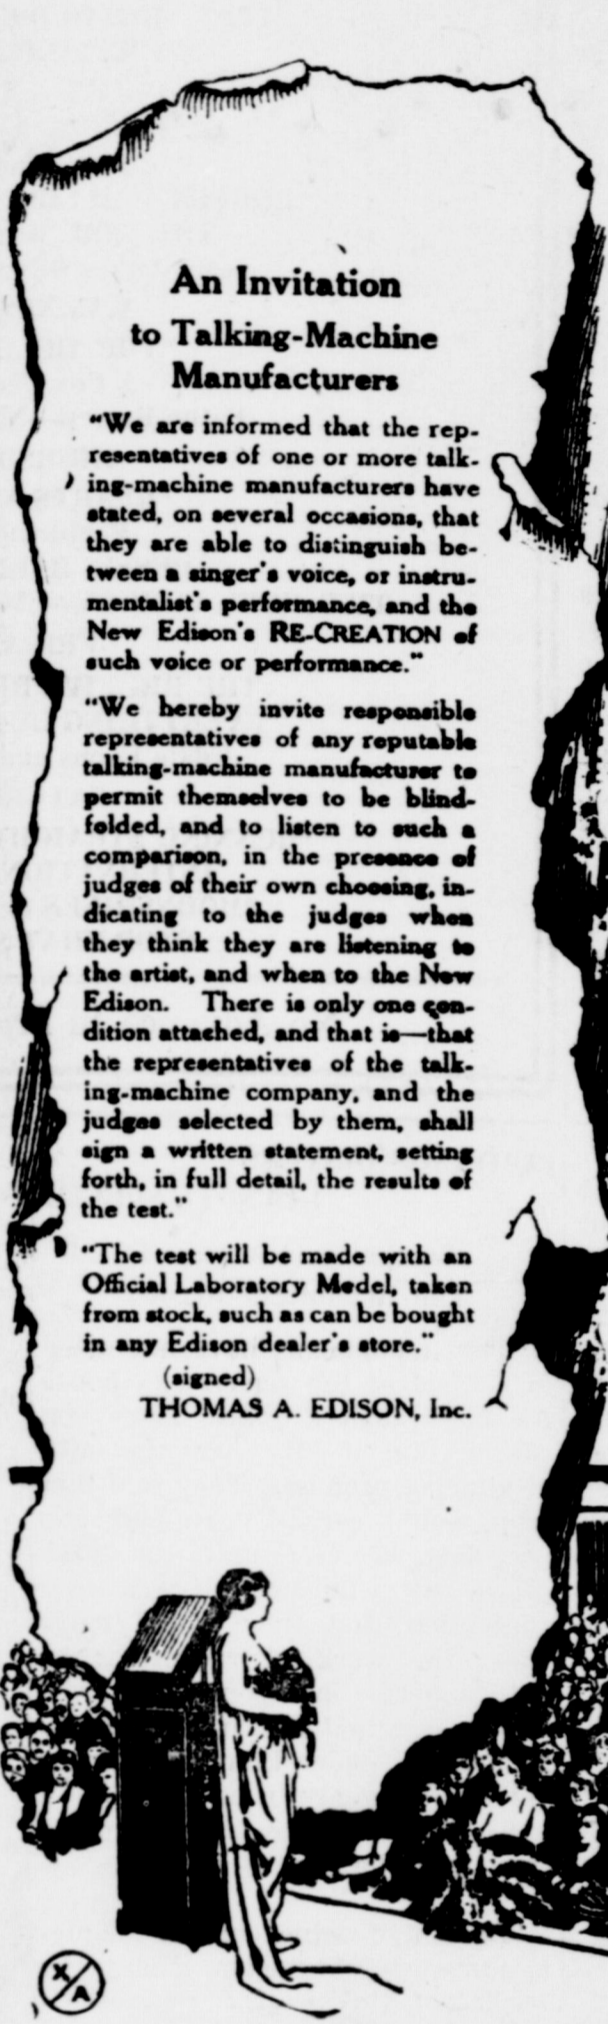 An Invitation
to Talking-Machine
Manufacturers
"We are informed that the rep-
resentatives of one or more talk-
ing-machine manufacturers have
stated, on several occasions, that
they are able to distinguish be-
tween a singer's voice, or instru-
mentalist's performance, and the
New Edison's RE-CREATION of
such voice or performance."
"We hereby invite responsible
representatives of any reputable
talking-machine manufacturer to
permit themselves to be blind-
folded, and to listen to such a
comparison, in the presence of
judges of their own choosing, in-
dicating to the judges when
they think they are listening to
the artist, and when to the New
Edison. There is only one con-
dition attached, and that is—that
the representatives of the talk-
ing-machine company, and the
judges selected by them, shall
sign a written statement, setting
forth, in full detail, the results of
the test."
"The test will be made with an
Official Laboratory Model, taken
from stock, such as can be bought
in any Edison dealer's store."
(signed)
THOMAS A. EDISON, Inc.
X/A